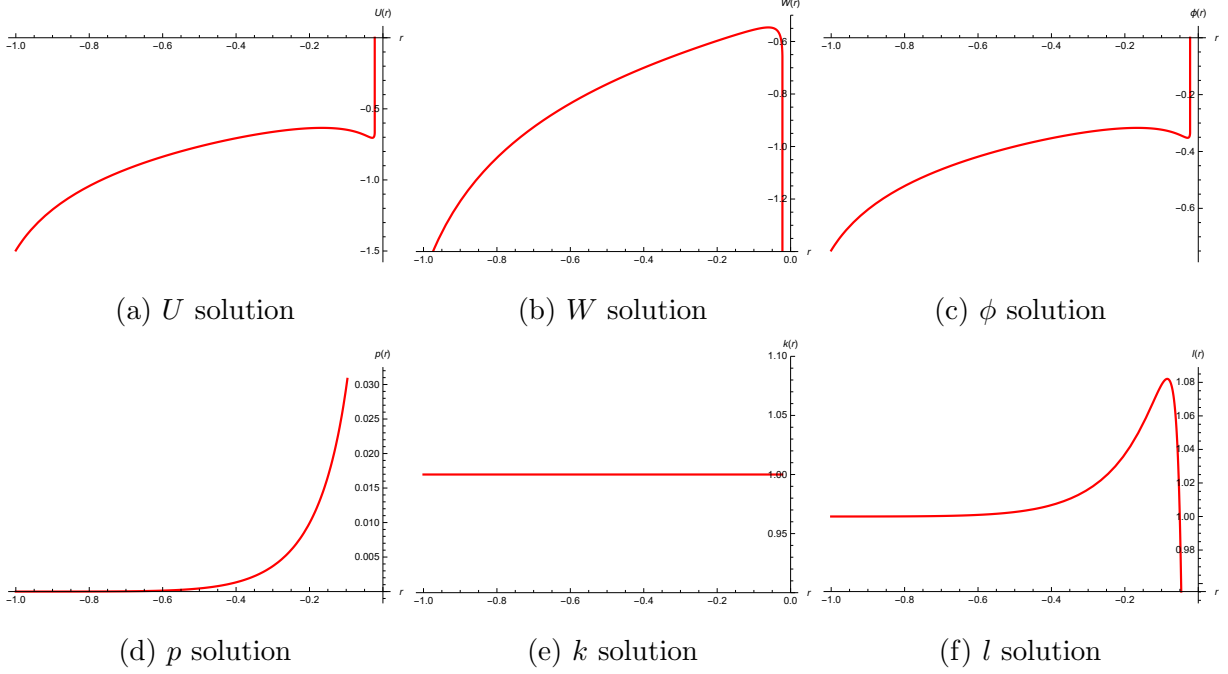 U(r)
r
−1.0 −0.8 −0.6 −0.4 −0.2
−0.5
−1.0
−1.5
(a) U solution
W(r)
−0.6
−0.8
−1.0
−1.2
−1.0 −0.8 −0.6 −0.4 −0.2 0.0
r
(b) W solution
ϕ(r)
r
−1.0 −0.8 −0.6 −0.4 −0.2
−0.2
−0.4
−0.6
(c) ϕ solution
p(r)
0.030
0.025
0.020
0.015
0.010
0.005
−1.0 −0.8 −0.6 −0.4 −0.2
r
(d) p solution
k(r)
1.10
1.05
1.00
0.95
−1.0 −0.8 −0.6 −0.4 −0.2 0.0
r
(e) k solution
l(r)
1.08
1.06
1.04
1.02
1.00
0.98
−1.0 −0.8 −0.6 −0.4 −0.2
r
(f) l solution